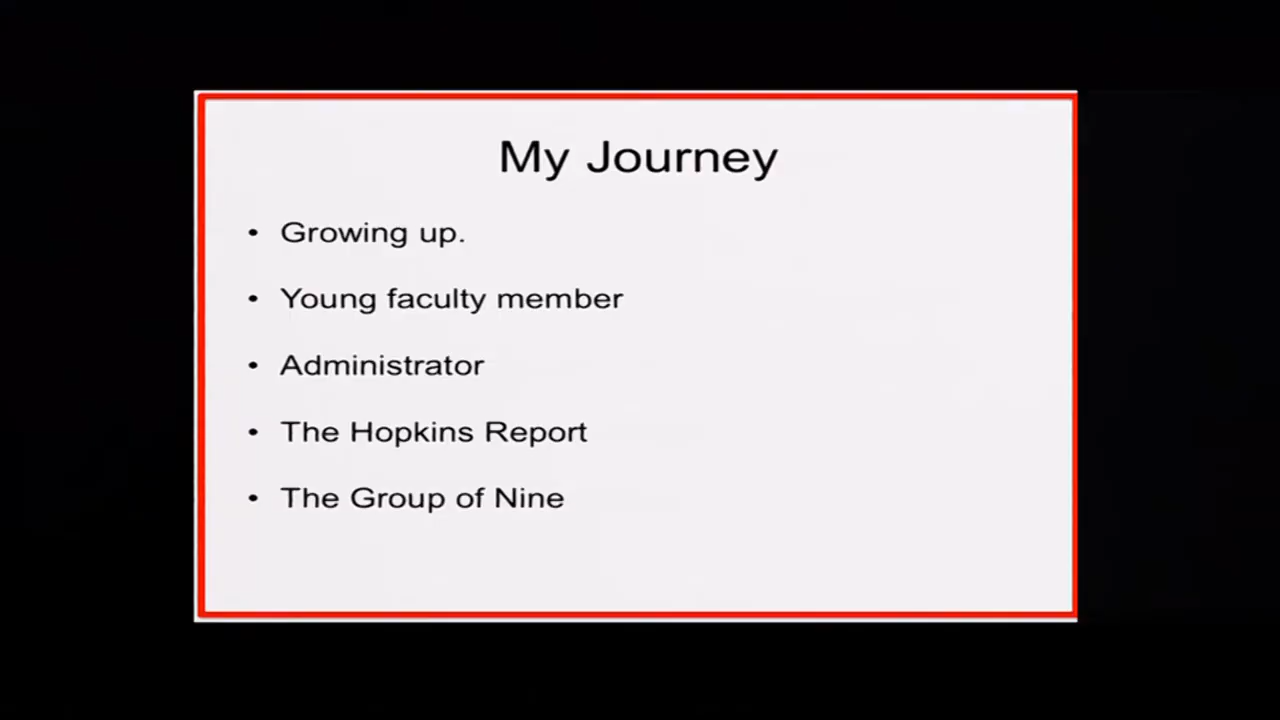 My Journey
• Growing up.
• Young faculty member
• Administrator
• The Hopkins Report
• The Group of Nine